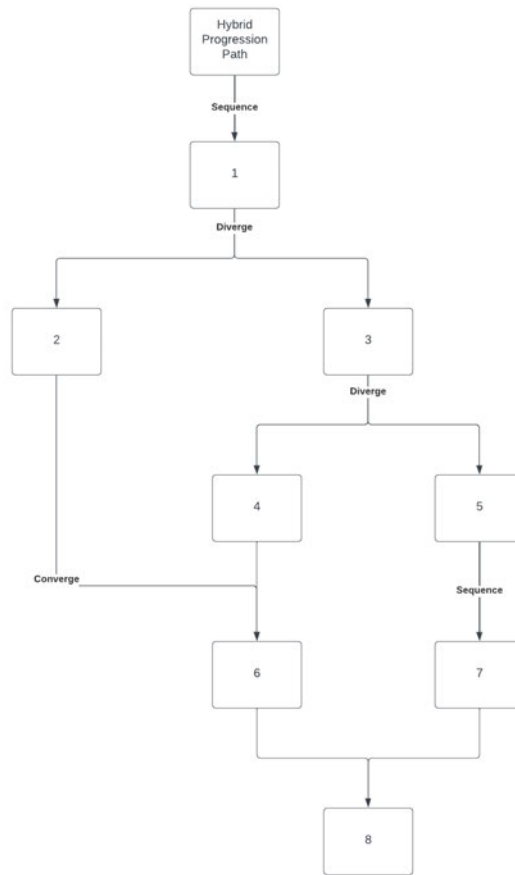 Hybrid
Progression
Path
Sequence
1
Diverge
2
3
Diverge
4
5
Converge
Sequence
6
7
8